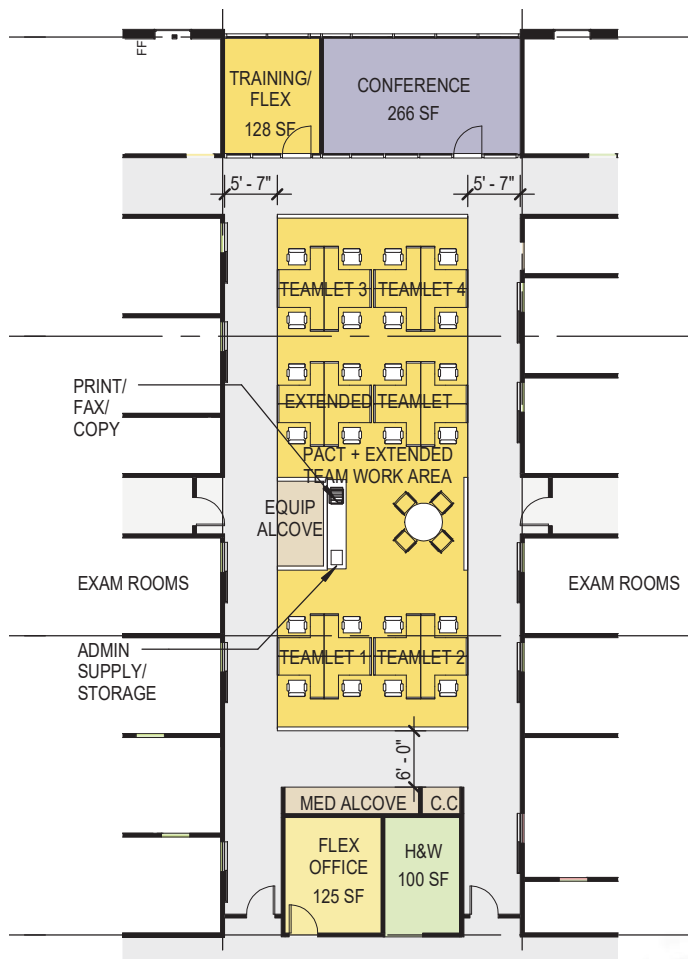 FF
TRAINING/
FLEX
128 SF
CONFERENCE
266 SF
5' - 7"
5' - 7"
TEAMLET 3
TEAMLET 4
PRINT/
FAX/
COPY
EXTENDED
TEAMLET
PACT + EXTENDED
TEAM WORK AREA
EQUIP
ALCOVE
EXAM ROOMS
EXAM ROOMS
ADMIN
SUPPLY/
STORAGE
TEAMLET 1
TEAMLET 2
6' - 0"
MED ALCOVE
C.C
FLEX
OFFICE
125 SF
H&W
100 SF